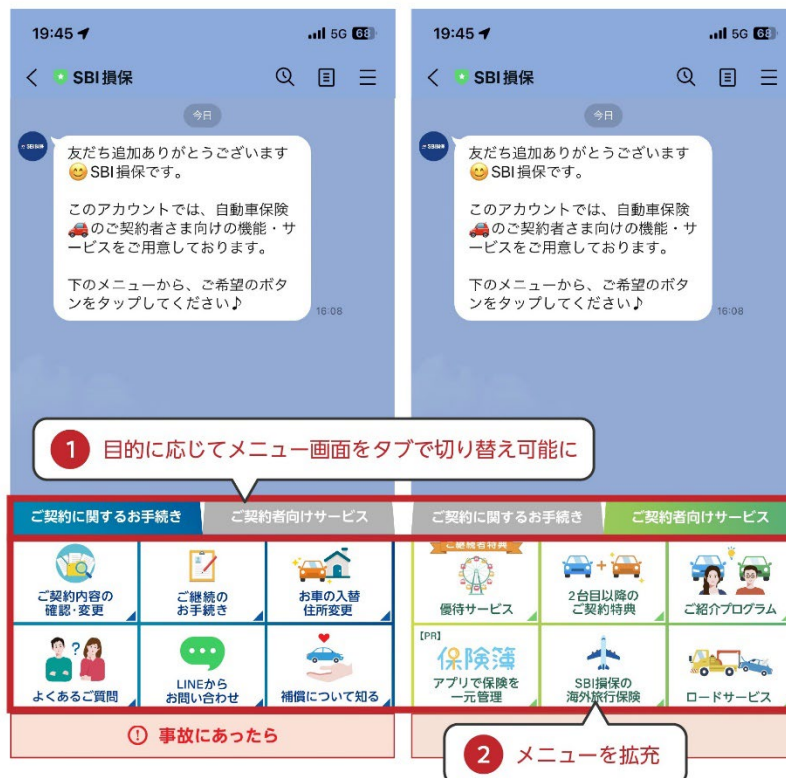 19:45
5G 68
SBI損保
今日
友だち追加ありがとうございます
😊SBI損保です。
このアカウントでは、自動車保険
🚗のご契約者さま向けの機能・サ
ービスをご用意しております。
下のメニューから、ご希望のボタ
ンをタップしてください♪
16:08
19:45
5G 68
SBI損保
今日
友だち追加ありがとうございます
😊SBI損保です。
このアカウントでは、自動車保険
🚗のご契約者さま向けの機能・サ
ービスをご用意しております。
下のメニューから、ご希望のボタ
ンをタップしてください♪
16:08
1 目的に応じてメニュー画面をタブで切り替え可能に
ご契約に関するお手続き
ご契約者向けサービス
ご契約内容の
確認・変更
ご継続の
お手続き
お車の入替
住所変更
よくあるご質問
LINEから
お問い合わせ
補償について知る
事故にあったら
ご契約に関するお手続き
ご契約者向けサービス
ご継続者特典
優待サービス
2台目以降の
ご契約特典
ご紹介プログラム
[PR]
保険簿
アプリで保険を
一元管理
SBI損保の
海外旅行保険
ロードサービス
2 メニューを拡充